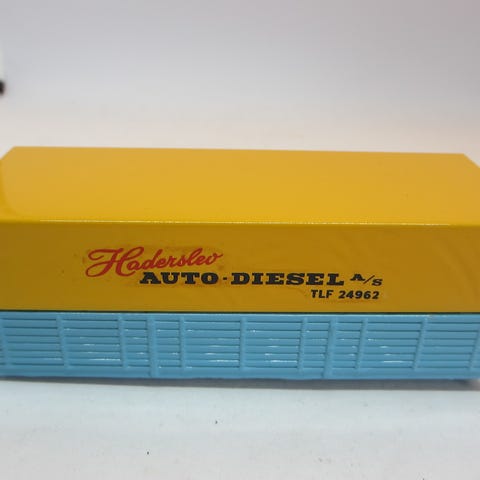 Haderslev
AUTO-DIESEL A/S
TLF 24962